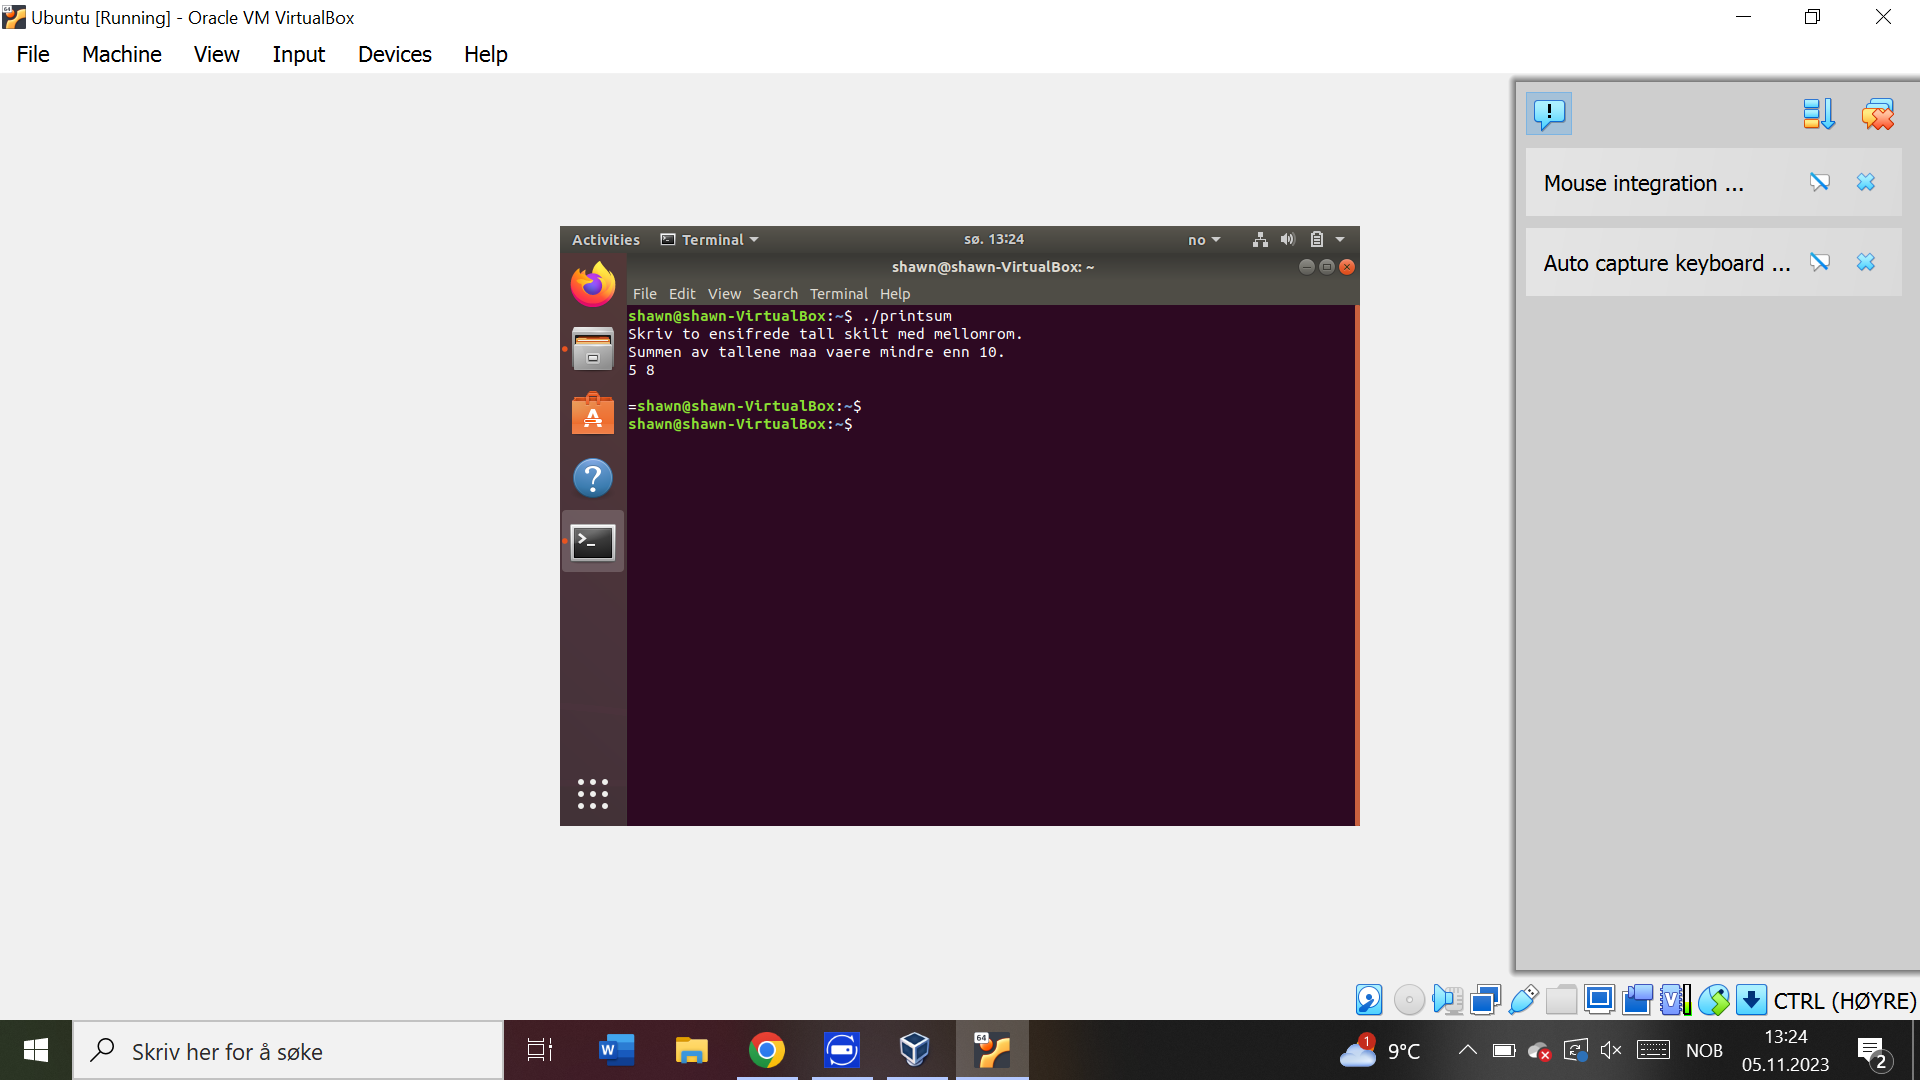 Ubuntu [Running] - Oracle VM VirtualBox
File Machine View Input Devices Help
Mouse integration ...
Auto capture keyboard ...
Activities Terminal sø. 13:24 no
shawn@shawn-VirtualBox: ~
File Edit View Search Terminal Help
shawn@shawn-VirtualBox:~$ ./printsum
Skriv to ensifrede tall skilt med mellomrom.
Summen av tallene maa vaere mindre enn 10.
5 8
=shawn@shawn-VirtualBox:~$
shawn@shawn-VirtualBox:~$
CTRL (HØYRE)
Skriv her for å søke
1 9°C
NOB
13:24
05.11.2023
2